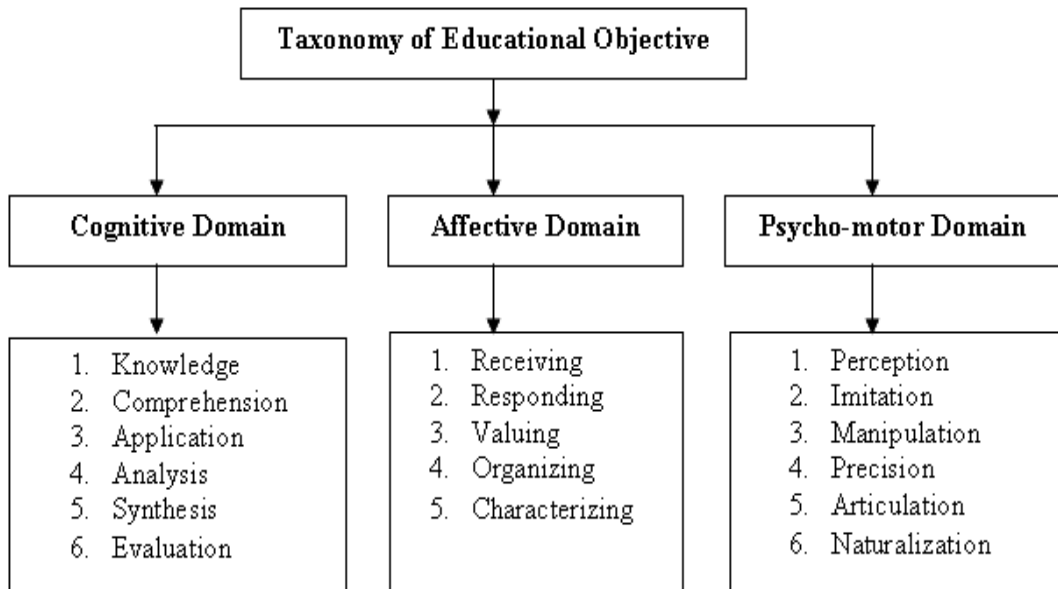 Taxonomy of Educational Objective
Cognitive Domain
Affective Domain
Psycho-motor Domain
1. Knowledge
2. Comprehension
3. Application
4. Analysis
5. Synthesis
6. Evaluation
1. Receiving
2. Responding
3. Valuing
4. Organizing
5. Characterizing
1. Perception
2. Imitation
3. Manipulation
4. Precision
5. Articulation
6. Naturalization